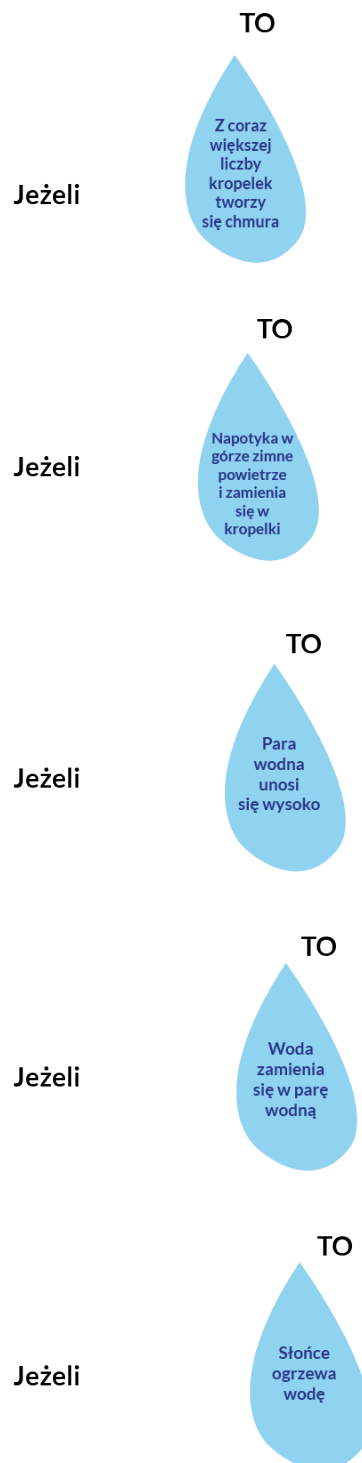 TO
Z coraz
większej
liczby
kropelek
tworzy
się chmura
Jeżeli
TO
Napotyka w
górze zimne
powietrze
i zamienia
się w
kropelki
Jeżeli
TO
Para
wodna
unosi
się wysoko
Jeżeli
TO
Woda
zamienia
się w parę
wodną
Jeżeli
TO
Słońce
ogrzewa
wodę
Jeżeli